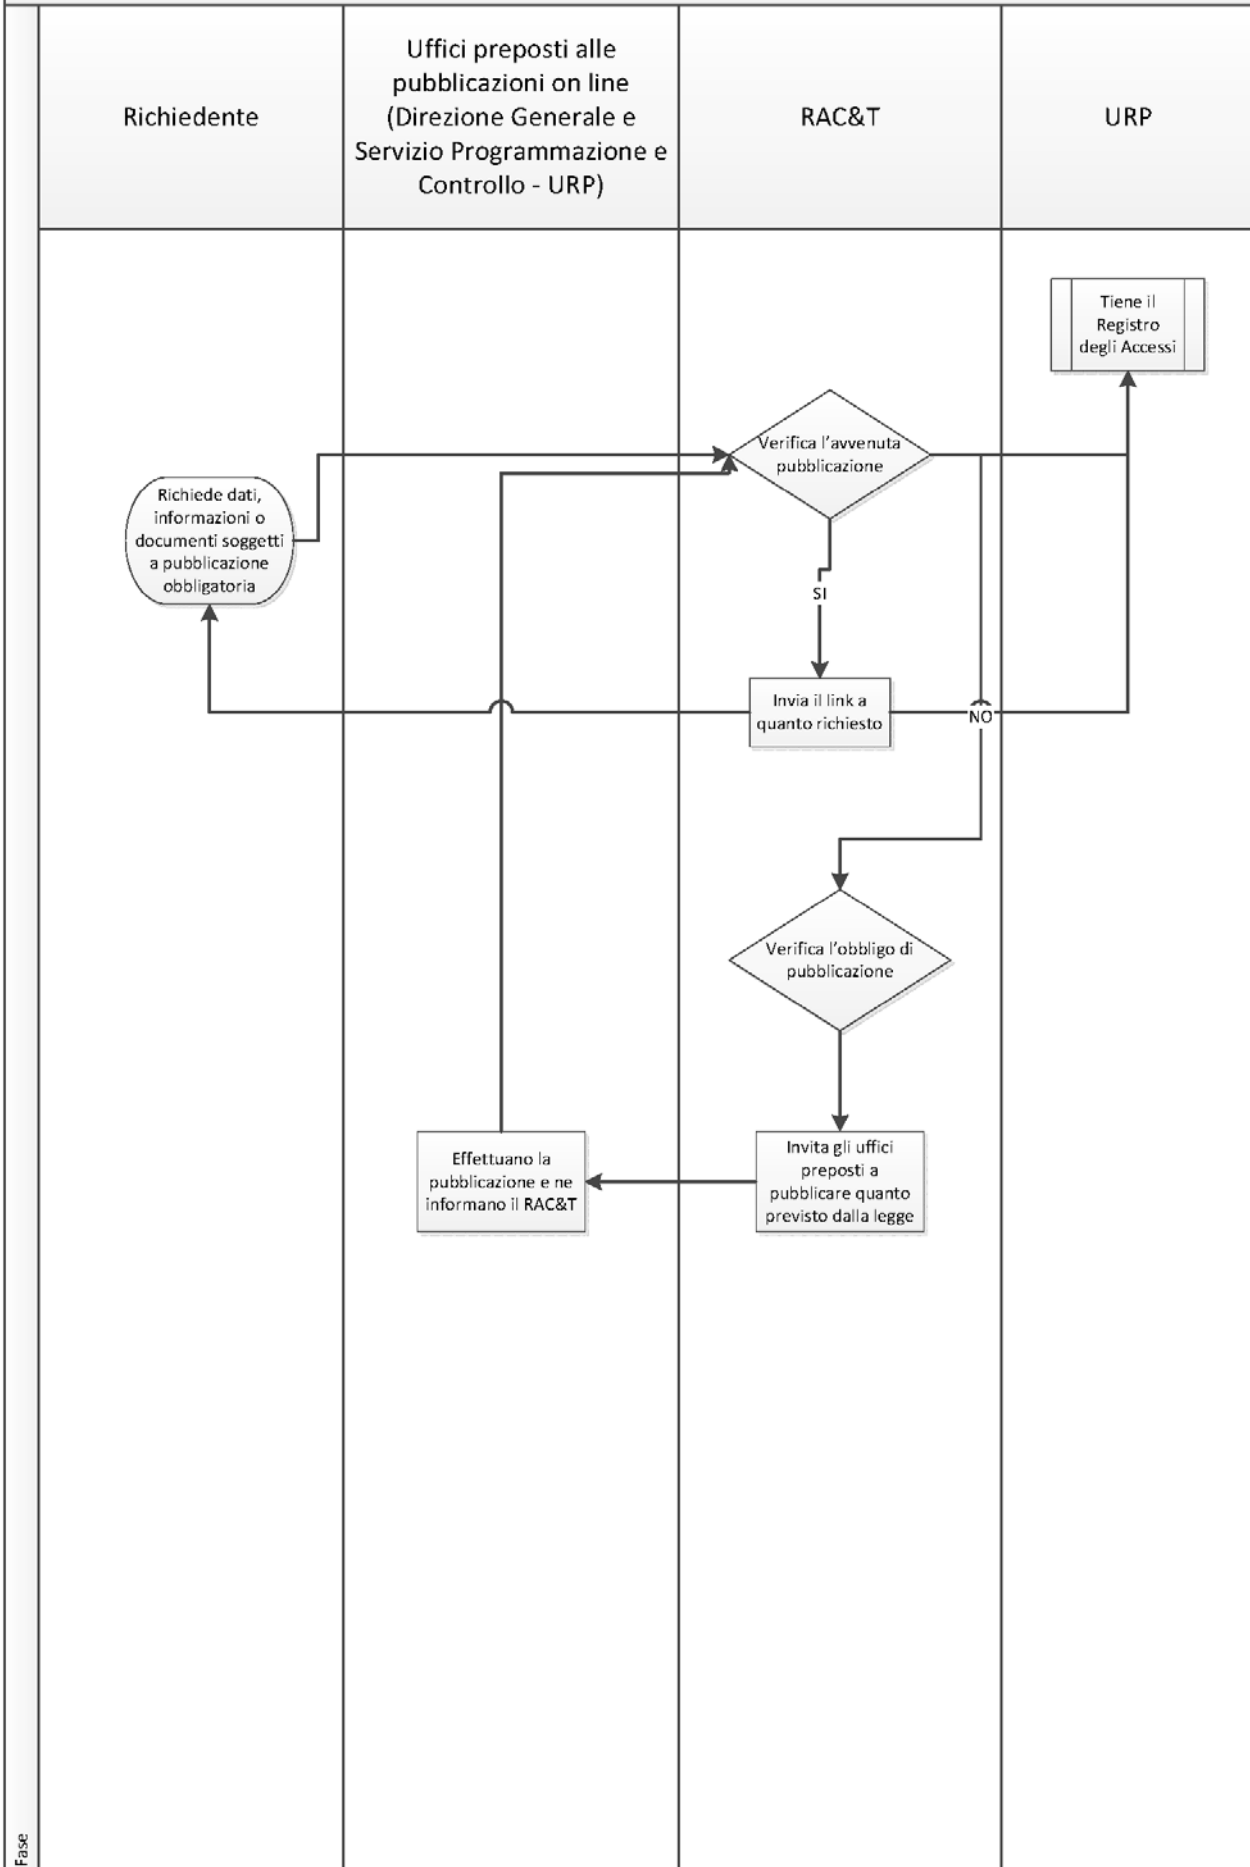 Richiedente
Uffici preposti alle
pubblicazioni on line
(Direzione Generale e
Servizio Programmazione e
Controllo - URP)
RAC&T
URP
Tiene il
Registro
degli Accessi
Verifica l'avvenuta
pubblicazione
Richiede dati,
informazioni o
documenti soggetti
a pubblicazione
obbligatoria
SI
Invia il link a
quanto richiesto
NO
Verifica l'obbligo di
pubblicazione
Effettuano la
pubblicazione e ne
informano il RAC&T
Invita gli uffici
preposti a
pubblicare quanto
previsto dalla legge
Fase